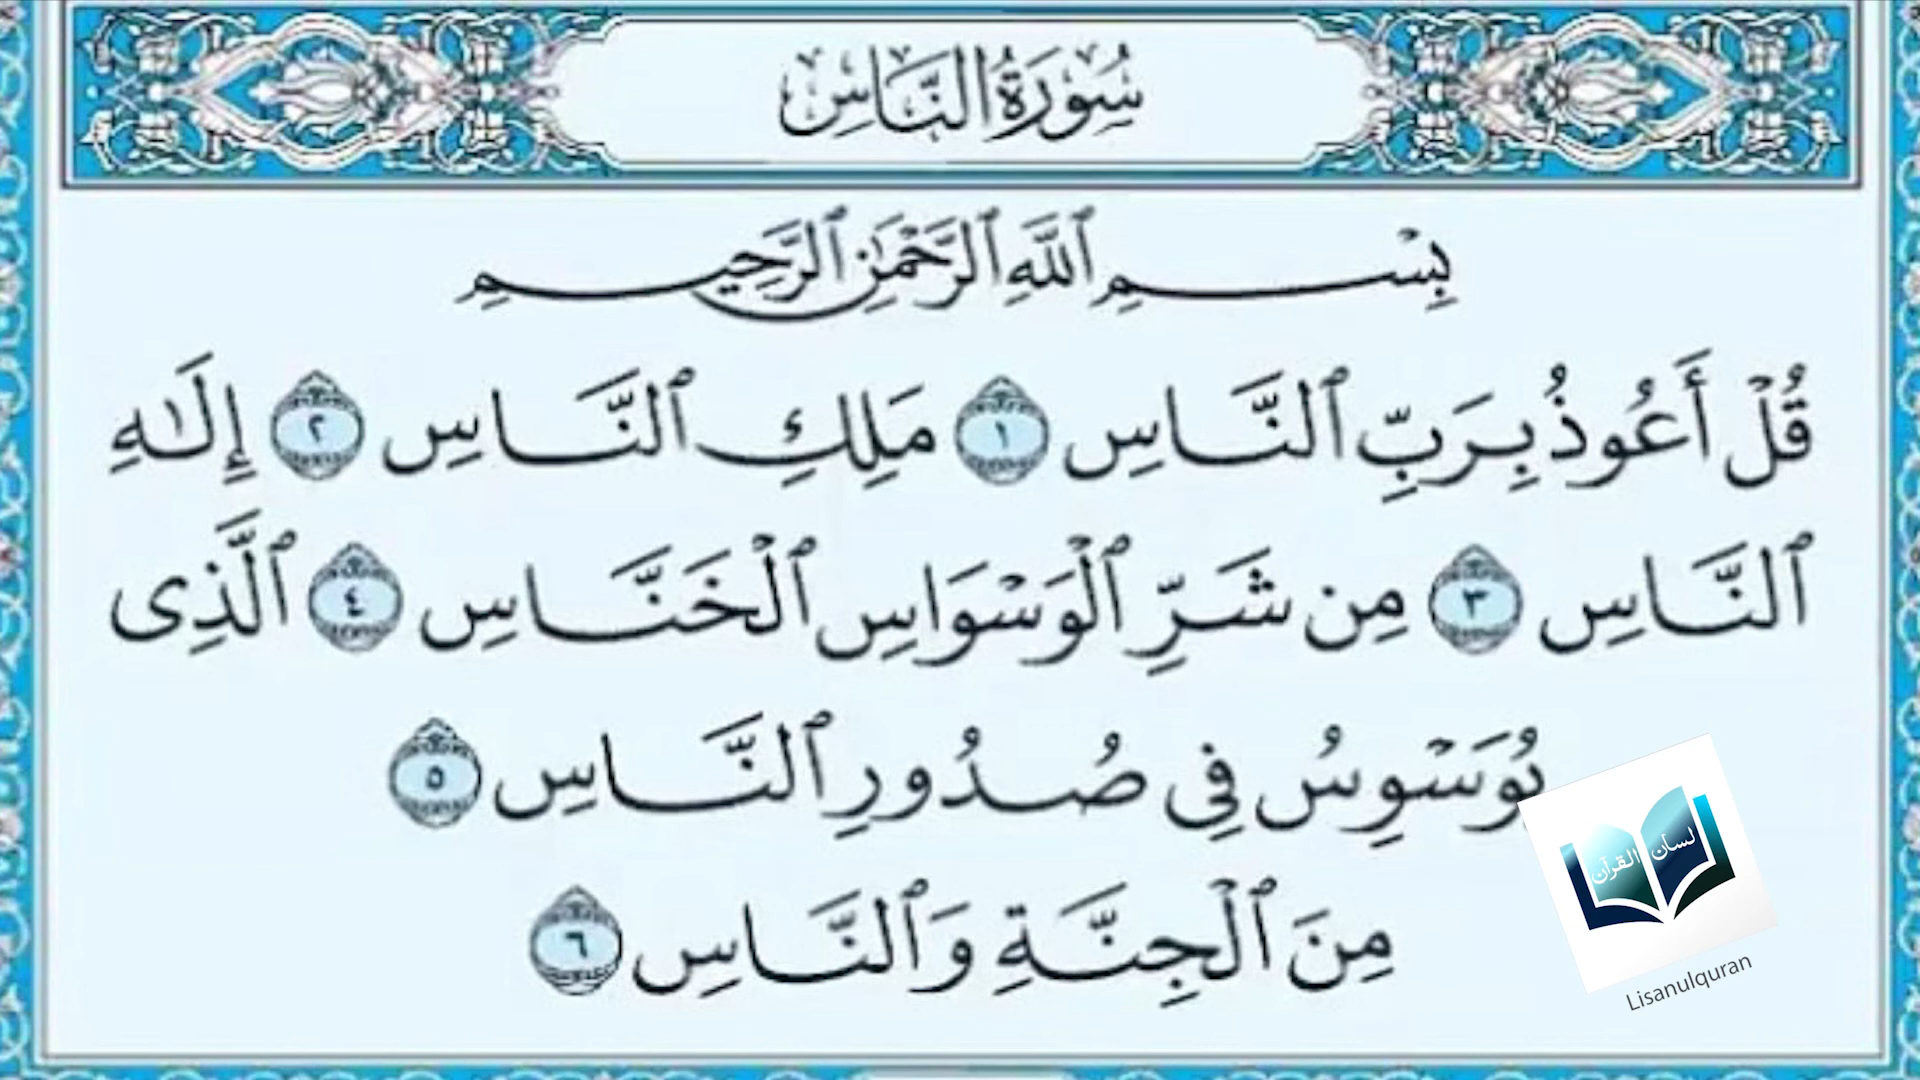 سُورَةُ النَّاسِ
بِسْمِ ٱللَّهِ ٱلرَّحْمَٰنِ ٱلرَّحِيمِ
قُلْ أَعُوذُ بِرَبِّ ٱلنَّاسِ ١ مَلِكِ ٱلنَّاسِ ٢ إِلَٰهِ
ٱلنَّاسِ ٣ مِن شَرِّ ٱلْوَسْوَاسِ ٱلْخَنَّاسِ ٤ ٱلَّذِى
يُوَسْوِسُ فِى صُدُورِ ٱلنَّاسِ ٥
مِنَ ٱلْجِنَّةِ وَٱلنَّاسِ ٦
لسان القرآن
Lisanulquran